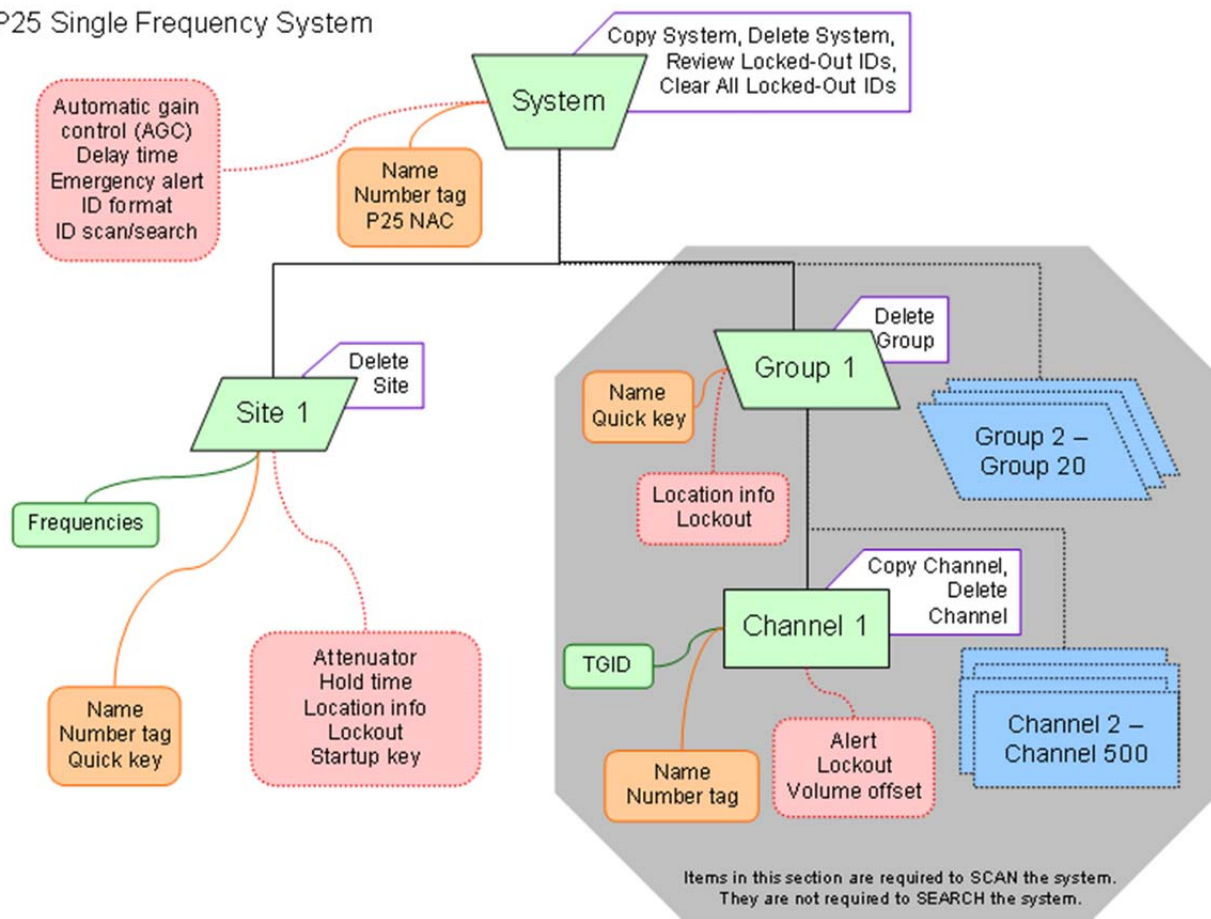 P25 Single Frequency System
Copy System, Delete System,
Review Locked-Out IDs,
Clear All Locked-Out IDs
System
Automatic gain
control (AGC)
Delay time
Emergency alert
ID format
ID scan/search
Name
Number tag
P25 NAC
Delete
Site
Site 1
Frequencies
Name
Number tag
Quick key
Attenuator
Hold time
Location info
Lockout
Startup key
Delete
Group
Group 1
Name
Quick key
Location info
Lockout
Group 2 –
Group 20
Copy Channel,
Delete
Channel
Channel 1
TGID
Name
Number tag
Alert
Lockout
Volume offset
Channel 2 –
Channel 500
Items in this section are required to SCAN the system.
They are not required to SEARCH the system.